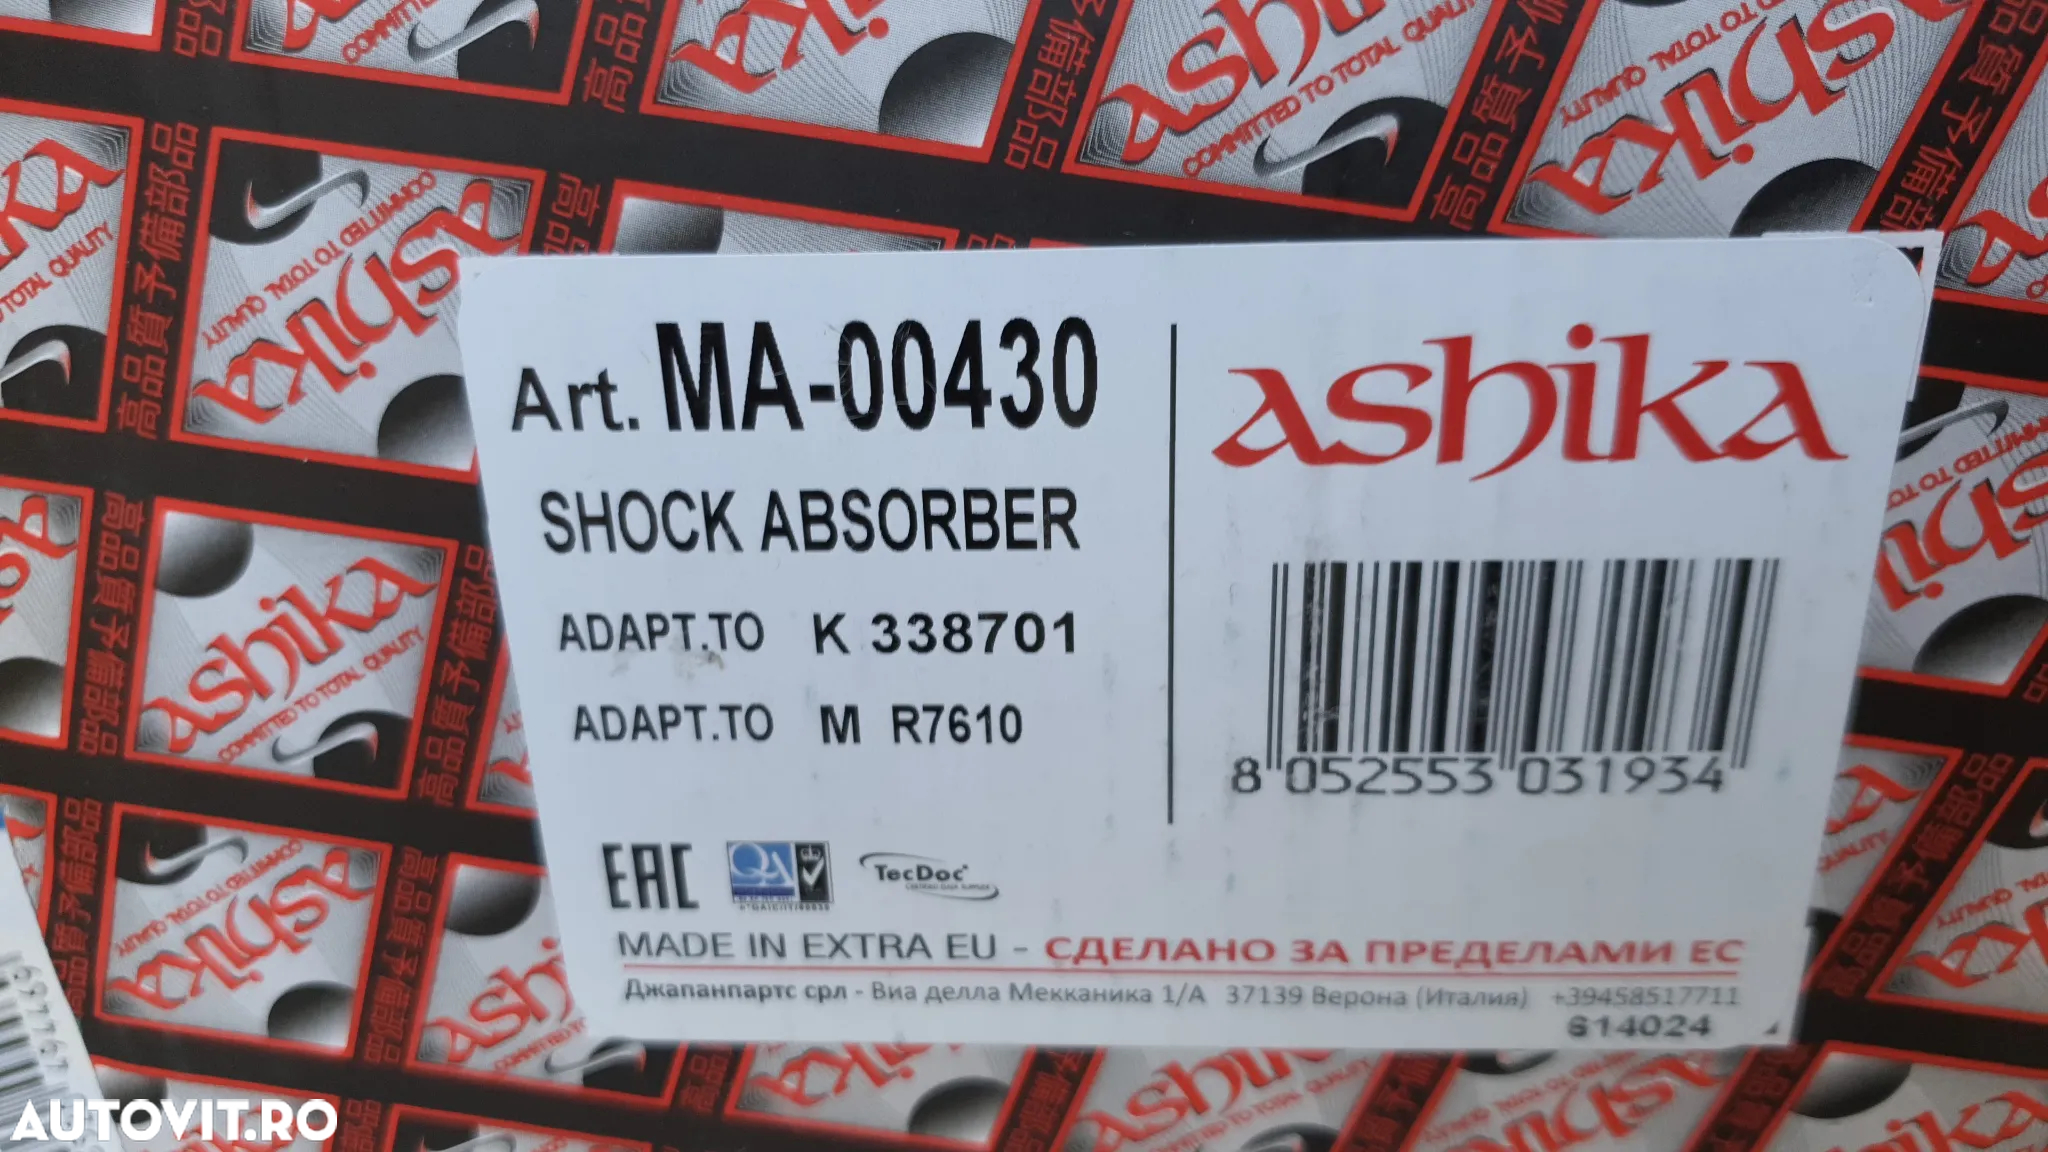 Art. MA-00430
ashika
SHOCK ABSORBER
ADAPT.TO K 338701
ADAPT.TO M R7610
8 052553 031934
EAC
QA
TecDoc
MADE IN EXTRA EU - СДЕЛАНО ЗА ПРЕДЕЛАМИ ЕС
Джапанпартс срл - Виа делла Мекканика 1/А 37139 Верона (Италия) +39458517711
614024
ashika
COMMITTED TO TOTAL QUALITY
高品質予備部品
AUTOVIT.RO